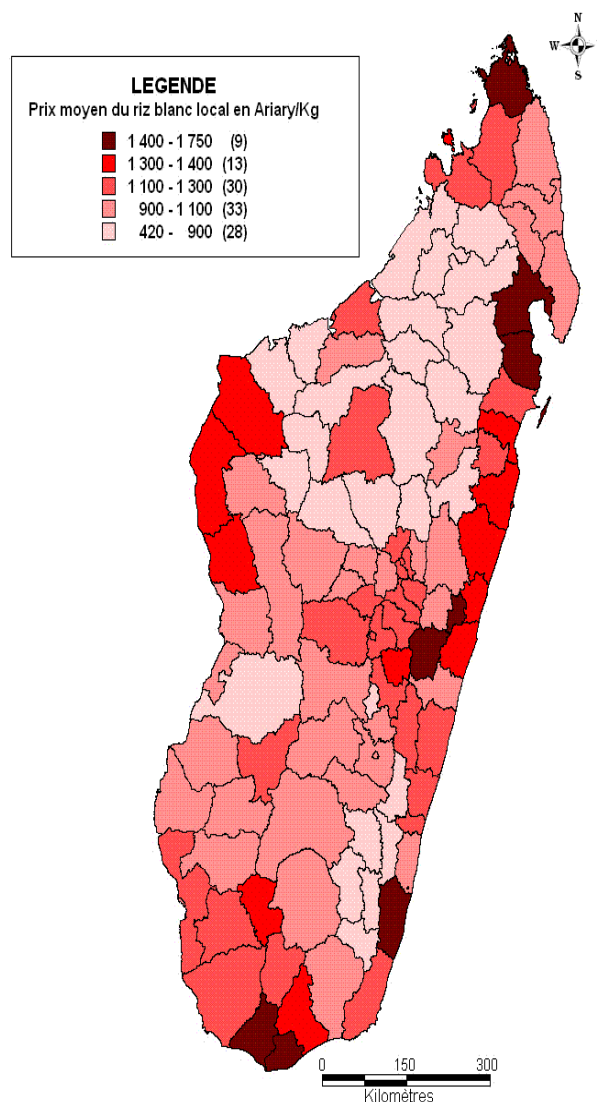 N
W
S
LEGENDE
Prix moyen du riz blanc local en Ariary/Kg
1 400 - 1 750 (9)
1 300 - 1 400 (13)
1 100 - 1 300 (30)
900 - 1 100 (33)
420 - 900 (28)
0 150 300
Kilomètres